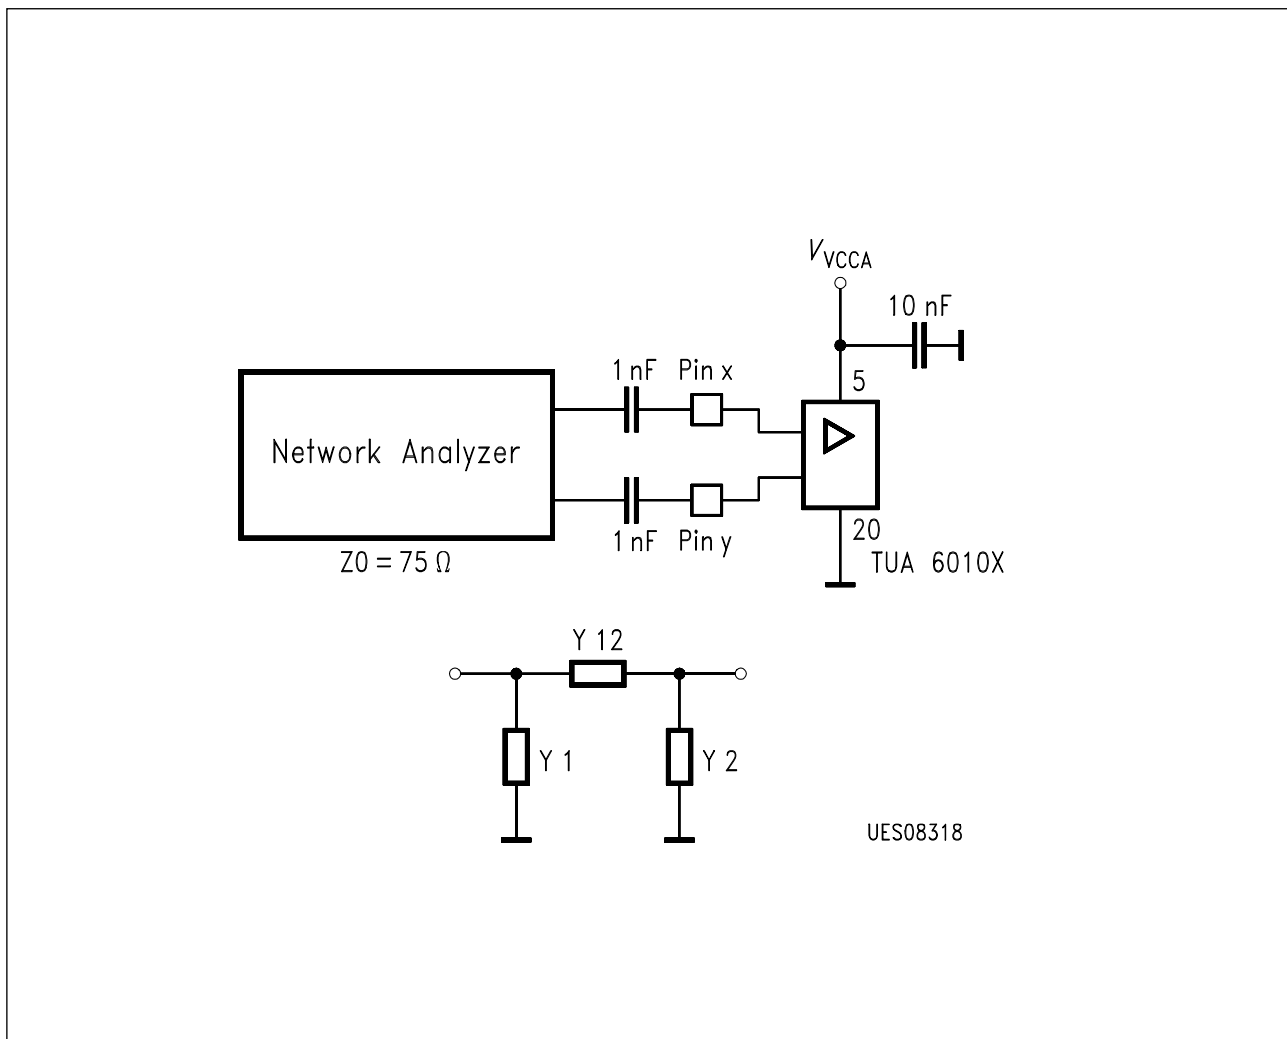 V VCCA
10 nF
5
1 nF Pin x
Network Analyzer
1 nF Pin y
20
Z0 = 75 Ω
TUA 6010X
Y 12
Y 1
Y 2
UES08318